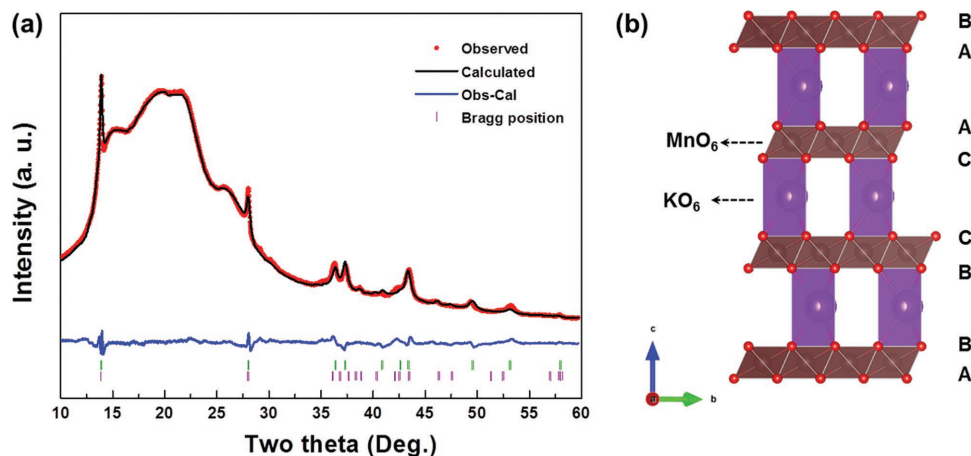 (a)
Observed
Calculated
Obs-Cal
Bragg position
Intensity (a. u.)
10 15 20 25 30 35 40 45 50 55 60
Two theta (Deg.)
(b)
B
A
A
MnO6
C
KO6
C
B
B
A
c
a
b